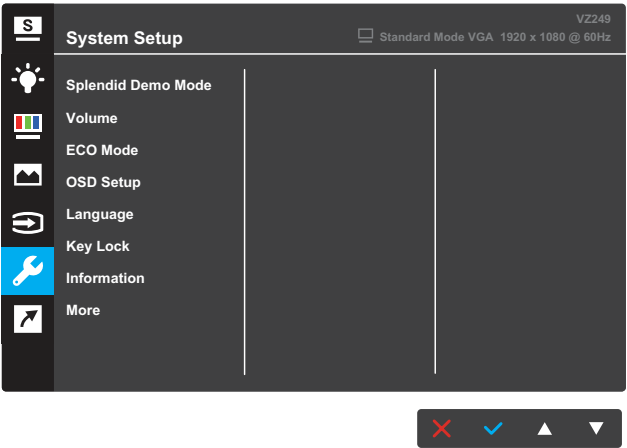 S
VZ249
System Setup
Standard Mode VGA 1920 x 1080 @ 60Hz
Splendid Demo Mode
Volume
ECO Mode
OSD Setup
Language
Key Lock
Information
More